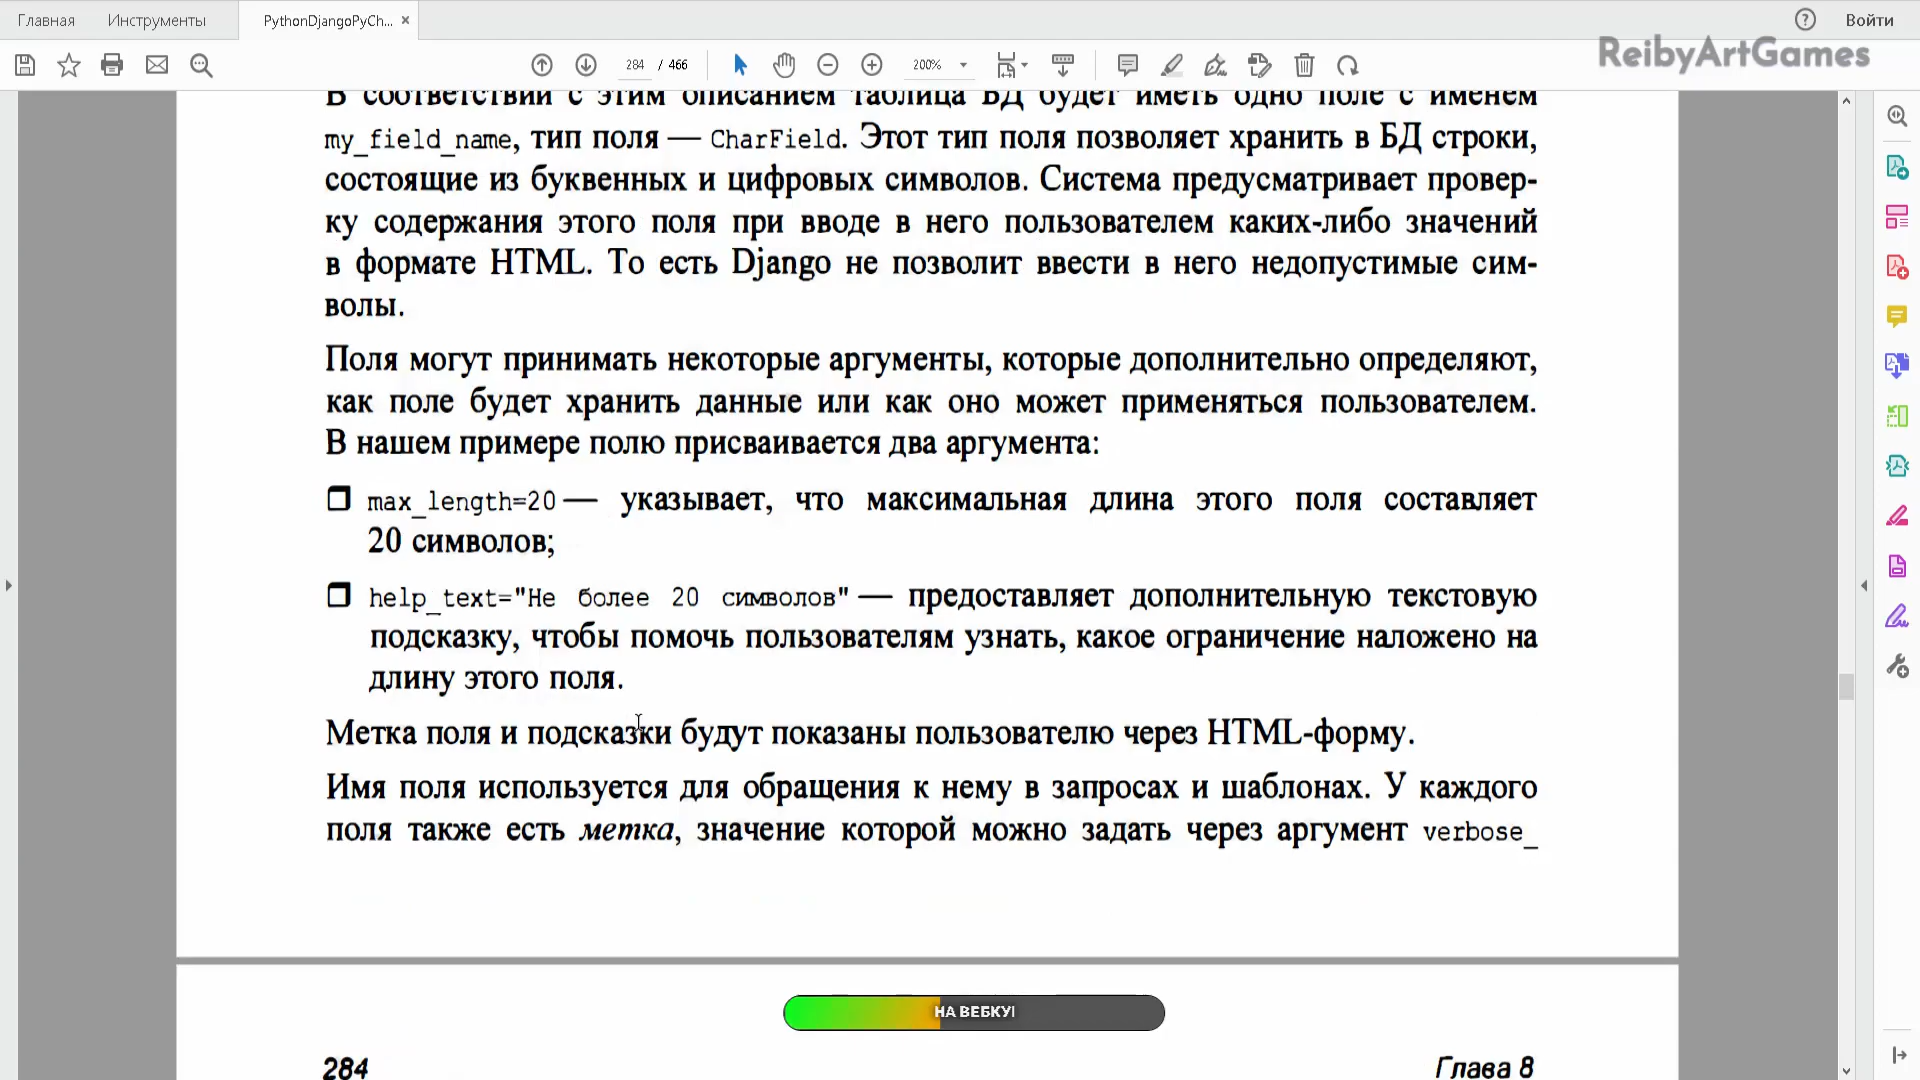 Главная
Инструменты
PythonDjangoPyCh...
Войти
284 / 466
200%
ReibyArtGames
В соответствии с этим описанием таблица БД будет иметь одно поле с именем
my_field_name, тип поля — CharField. Этот тип поля позволяет хранить в БД строки,
состоящие из буквенных и цифровых символов. Система предусматривает провер-
ку содержания этого поля при вводе в него пользователем каких-либо значений
в формате HTML. То есть Django не позволит ввести в него недопустимые сим-
волы.
Поля могут принимать некоторые аргументы, которые дополнительно определяют,
как поле будет хранить данные или как оно может применяться пользователем.
В нашем примере полю присваивается два аргумента:
max_length=20 — указывает, что максимальная длина этого поля составляет
20 символов;
help_text="Не более 20 символов" — предоставляет дополнительную текстовую
подсказку, чтобы помочь пользователям узнать, какое ограничение наложено на
длину этого поля.
Метка поля и подсказки будут показаны пользователю через HTML-форму.
Имя поля используется для обращения к нему в запросах и шаблонах. У каждого
поля также есть метка, значение которой можно задать через аргумент verbose_
НА ВЕБКУ!
284
Глава 8